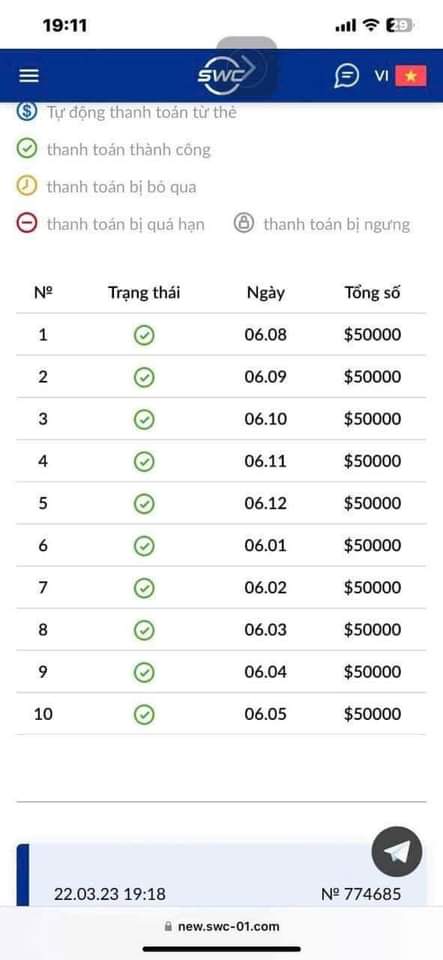 19:11
29
SWC
VI
$ Tự động thanh toán từ thẻ
thanh toán thành công
thanh toán bị bỏ qua
thanh toán bị quá hạn thanh toán bị ngưng
Nº Trạng thái Ngày Tổng số
1 06.08 $50000
2 06.09 $50000
3 06.10 $50000
4 06.11 $50000
5 06.12 $50000
6 06.01 $50000
7 06.02 $50000
8 06.03 $50000
9 06.04 $50000
10 06.05 $50000
22.03.23 19:18 Nº 774685
new.swc-01.com